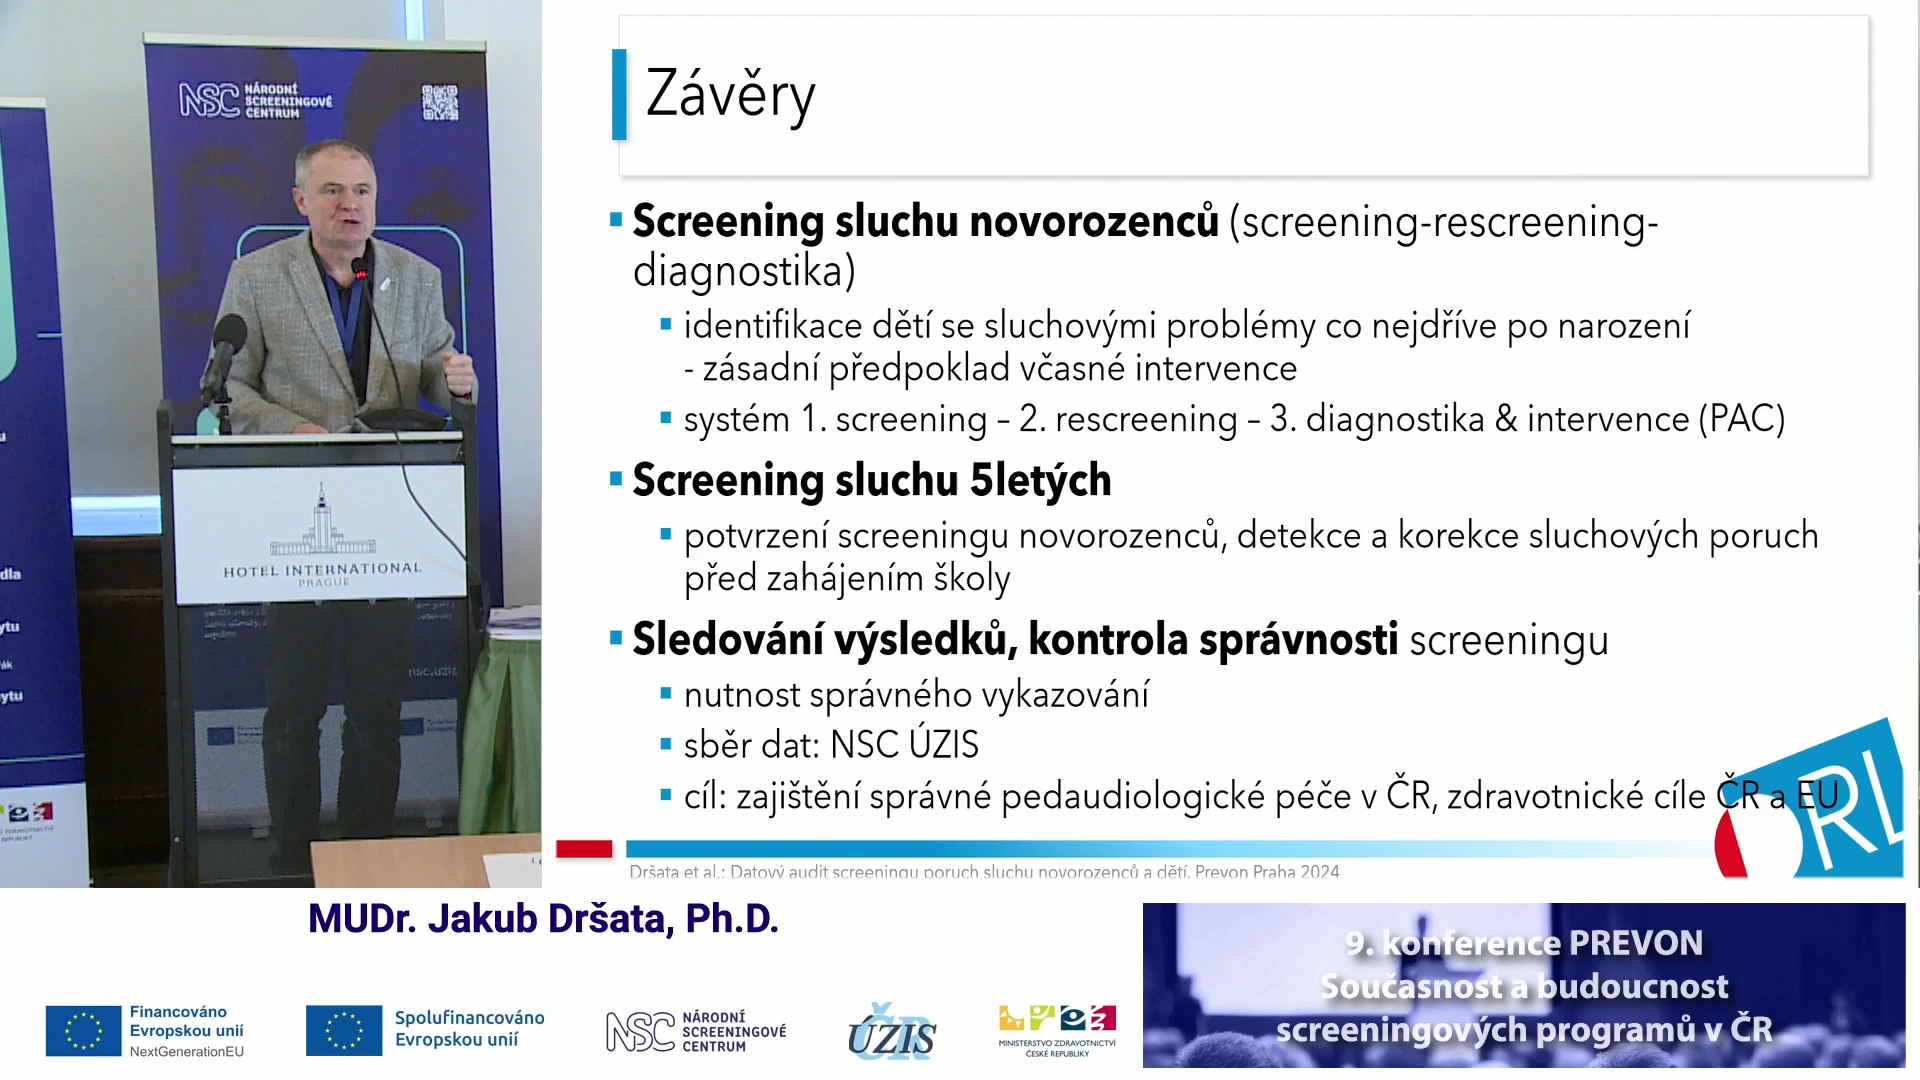 NSC NÁRODNÍ
SCREENINGOVÉ
CENTRUM
HOTEL INTERNATIONAL
PRAGUE
Závěry
Screening sluchu novorozenců (screening-rescreening-
diagnostika)
identifikace dětí se sluchovými problémy co nejdříve po narození
- zásadní předpoklad včasné intervence
systém 1. screening – 2. rescreening – 3. diagnostika & intervence (PAC)
Screening sluchu 5letých
potvrzení screeningu novorozenců, detekce a korekce sluchových poruch
před zahájením školy
Sledování výsledků, kontrola správnosti screeningu
nutnost správného vykazování
sběr dat: NSC ÚZIS
cíl: zajištění správné pedaudiologické péče v ČR, zdravotnické cíle ČR a EU
ORL
Dršata et al.: Datový audit screeningu poruch sluchu novorozenců a dětí. Prevon Praha 2024
MUDr. Jakub Dršata, Ph.D.
9. konference PREVON
Současnost a budoucnost
screeningových programů v ČR
Financováno
Evropskou unií
NextGenerationEU
Spolufinancováno
Evropskou unií
NSC NÁRODNÍ
SCREENINGOVÉ
CENTRUM
ÚZIS ČR
MINISTERSTVO ZDRAVOTNICTVÍ
ČESKÉ REPUBLIKY